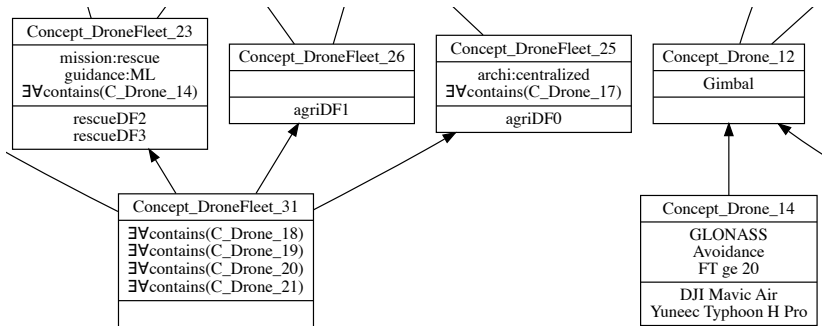 Concept_DroneFleet_23
mission:rescue
guidance:ML
∃∀contains(C_Drone_14)
rescueDF2
rescueDF3
Concept_DroneFleet_26
agriDF1
Concept_DroneFleet_25
archi:centralized
∃∀contains(C_Drone_17)
agriDF0
Concept_Drone_12
Gimbal
Concept_DroneFleet_31
∃∀contains(C_Drone_18)
∃∀contains(C_Drone_19)
∃∀contains(C_Drone_20)
∃∀contains(C_Drone_21)
Concept_Drone_14
GLONASS
Avoidance
FT ge 20
DJI Mavic Air
Yuneec Typhoon H Pro